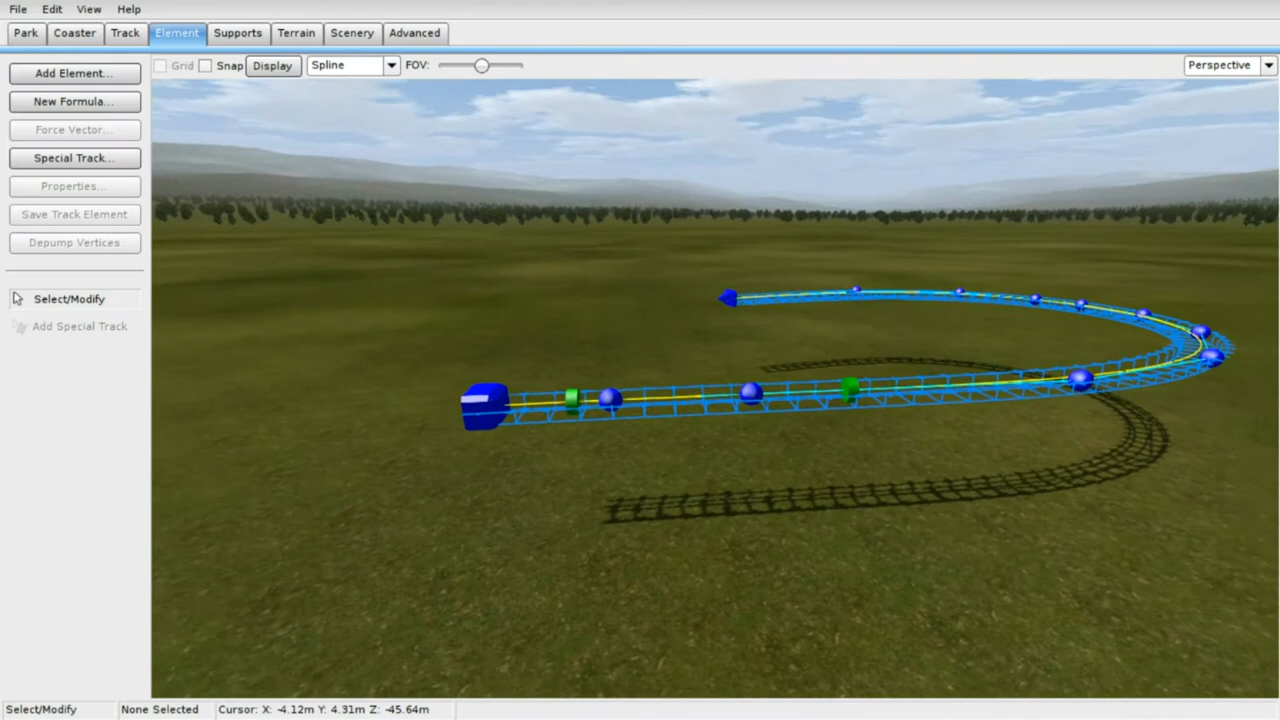 File Edit View Help
Park Coaster Track Element Supports Terrain Scenery Advanced
Grid Snap Display Spline FOV: Perspective
Add Element...
New Formula...
Force Vector...
Special Track...
Properties...
Save Track Element
Depump Vertices
Select/Modify
Add Special Track
Select/Modify None Selected Cursor: X: -4.12m Y: 4.31m Z: -45.64m